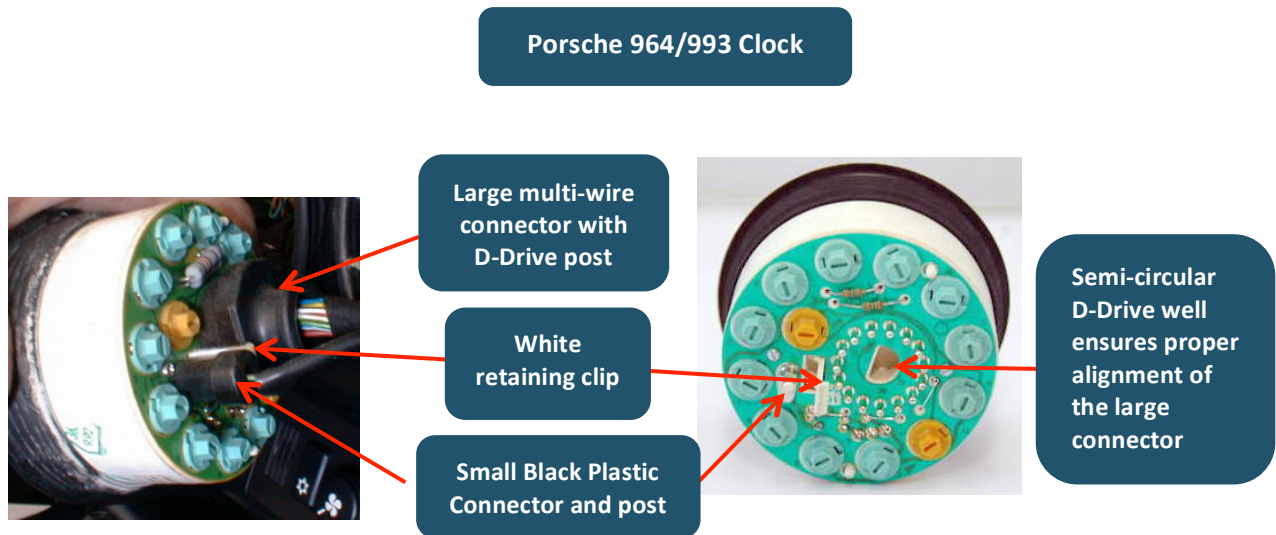 Porsche 964/993 Clock
Large multi-wire
connector with
D-Drive post
White
retaining clip
Small Black Plastic
Connector and post
Semi-circular
D-Drive well
ensures proper
alignment of
the large
connector